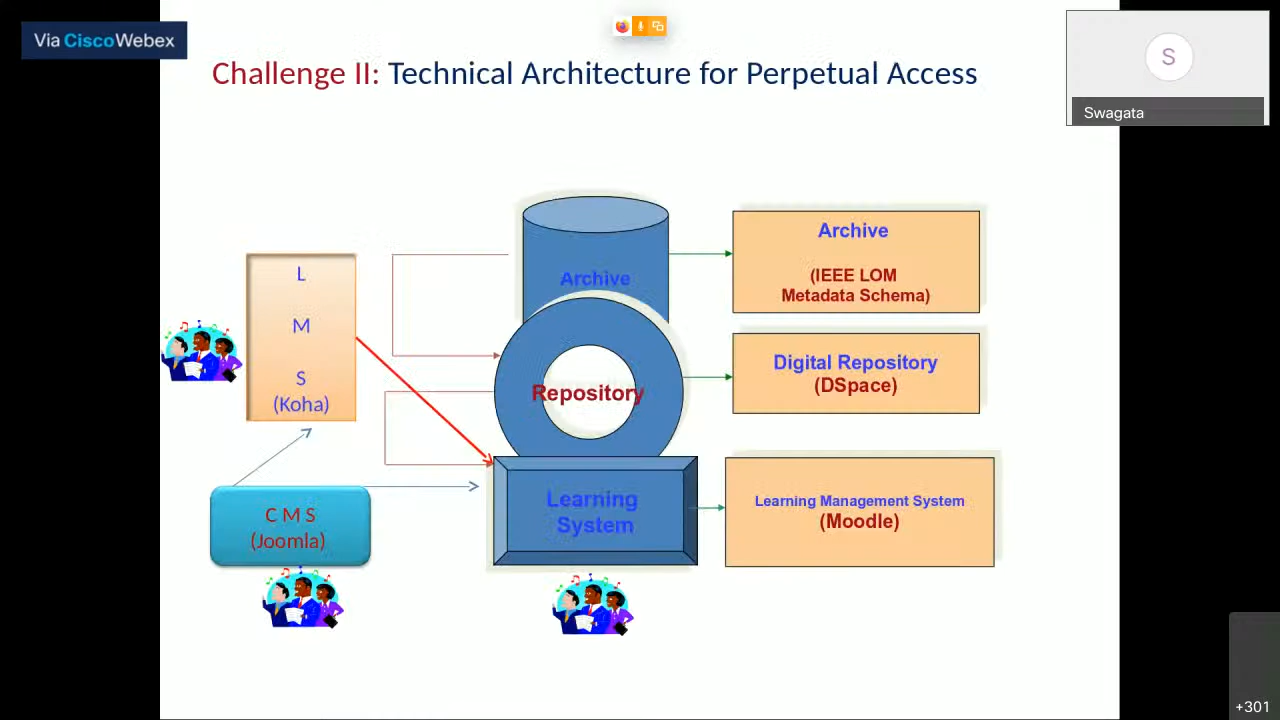 Via CiscoWebex
Challenge II: Technical Architecture for Perpetual Access
S
Swagata
L
M
S
(Koha)
C M S
(Joomla)
Archive
Repository
Learning
System
Archive
(IEEE LOM
Metadata Schema)
Digital Repository
(DSpace)
Learning Management System
(Moodle)
+301